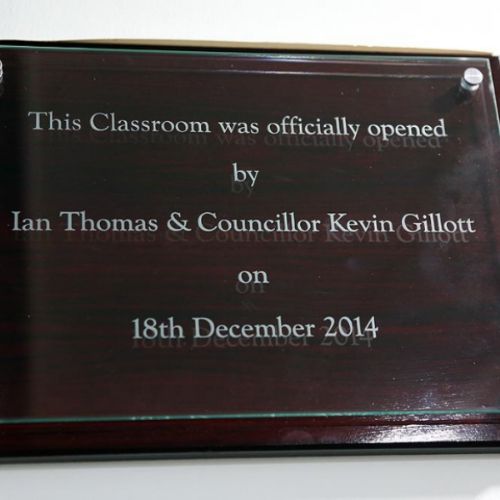 This Classroom was officially opened
by
Ian Thomas & Councillor Kevin Gillott
on
18th December 2014